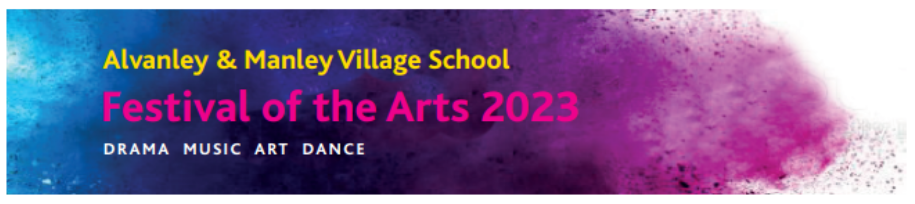 Alvanley & Manley Village School
Festival of the Arts 2023
DRAMA MUSIC ART DANCE